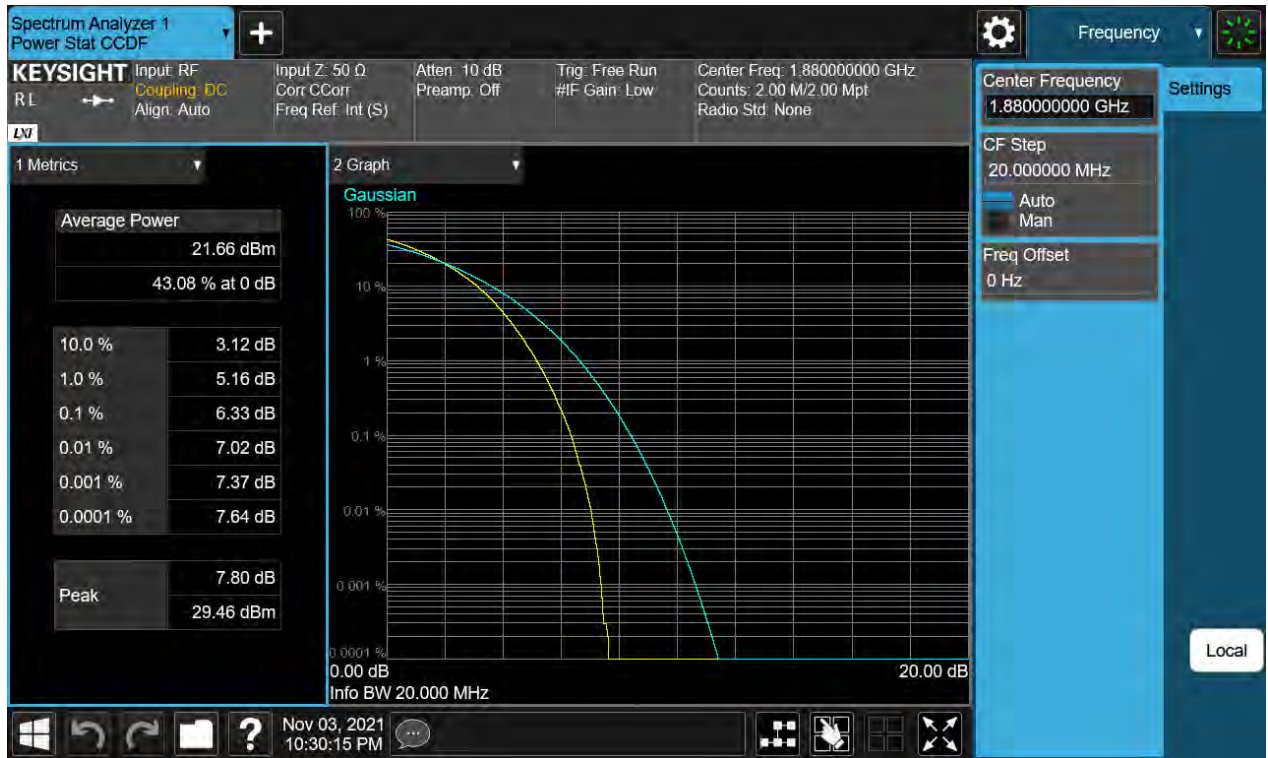 Spectrum Analyzer 1
Power Stat CCDF
Frequency
KEYSIGHT
RL
LXI
Input: RF
Coupling: DC
Align: Auto
Input Z: 50 Ω
Corr CCorr
Freq Ref: Int (S)
Atten: 10 dB
Preamp: Off
Trig: Free Run
#IF Gain: Low
Center Freq: 1.880000000 GHz
Counts: 2.00 M/2.00 Mpt
Radio Std: None
Center Frequency
1.880000000 GHz
Settings
CF Step
20.000000 MHz
Auto
Man
Freq Offset
0 Hz
1 Metrics
Average Power
21.66 dBm
43.08 % at 0 dB
10.0 % 3.12 dB
1.0 % 5.16 dB
0.1 % 6.33 dB
0.01 % 7.02 dB
0.001 % 7.37 dB
0.0001 % 7.64 dB
Peak
7.80 dB
29.46 dBm
2 Graph
Gaussian
100 %
10 %
1 %
0.1 %
0.01 %
0.001 %
0.0001 %
0.00 dB
20.00 dB
Info BW 20.000 MHz
Local
?
Nov 03, 2021
10:30:15 PM